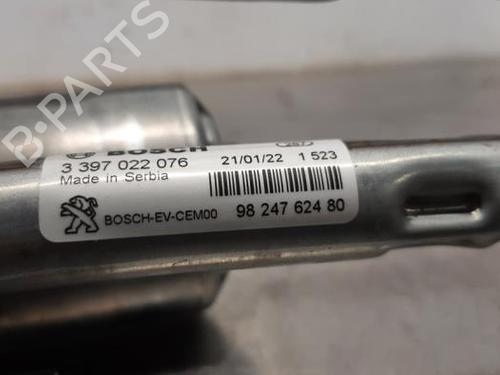 BOSCH
3 397 022 076
21/01/22 1 523
Made in Serbia
BOSCH-EV-CEM00
98 247 624 80
B-PARTS